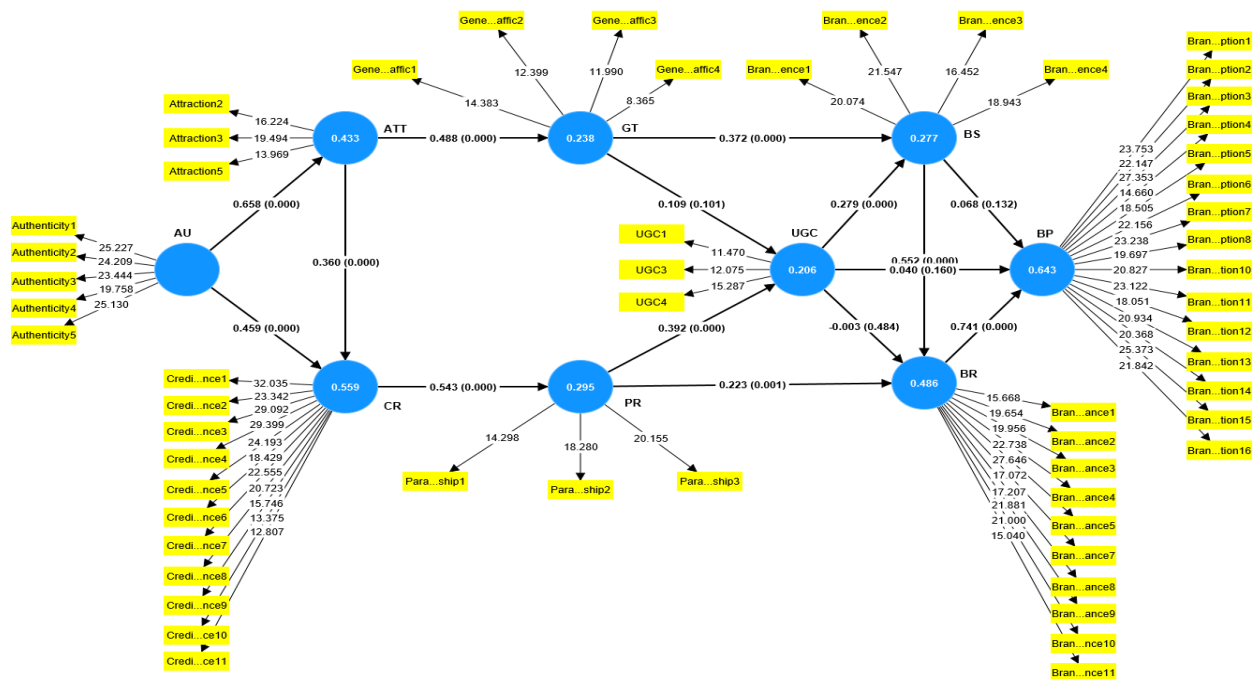 Gene...affic2
Gene...affic3
Gene...affic1
Gene...affic4
12.399
11.990
14.383
8.365
Bran...ence2
Bran...ence3
Bran...ence1
Bran...ence4
21.547
16.452
20.074
18.943
Attraction2
Attraction3
Attraction5
16.224
19.494
13.969
ATT
0.433
0.488 (0.000)
GT
0.238
0.372 (0.000)
BS
0.277
Authenticity1
Authenticity2
Authenticity3
Authenticity4
Authenticity5
25.227
24.209
23.444
19.758
25.130
AU
0.658 (0.000)
0.360 (0.000)
0.459 (0.000)
0.109 (0.101)
UGC
0.206
UGC1
UGC3
UGC4
11.470
12.075
15.287
0.279 (0.000)
0.068 (0.132)
0.552 (0.000)
0.040 (0.160)
-0.003 (0.484)
0.741 (0.000)
0.392 (0.000)
BP
0.643
Bran...ption1
Bran...ption2
Bran...ption3
Bran...ption4
Bran...ption5
Bran...ption6
Bran...ption7
Bran...ption8
Bran...tion10
Bran...tion11
Bran...tion12
Bran...tion13
Bran...tion14
Bran...tion15
Bran...tion16
23.753
22.147
27.353
14.660
18.505
22.156
23.238
19.697
20.827
23.122
18.051
20.934
20.368
25.373
21.842
0.559
CR
0.543 (0.000)
0.295
PR
0.223 (0.001)
0.486
BR
Credi...nce1
Credi...nce2
Credi...nce3
Credi...nce4
Credi...nce5
Credi...nce6
Credi...nce7
Credi...nce8
Credi...nce9
Credi...ce10
Credi...ce11
32.035
23.342
29.092
29.399
24.193
18.429
22.555
20.723
15.746
13.375
12.807
14.298
18.280
20.155
Para...ship1
Para...ship2
Para...ship3
15.668
19.654
19.956
22.738
27.646
17.072
17.207
21.881
21.000
15.040
Bran...ance1
Bran...ance2
Bran...ance3
Bran...ance4
Bran...ance5
Bran...ance7
Bran...ance8
Bran...ance9
Bran...nce10
Bran...nce11